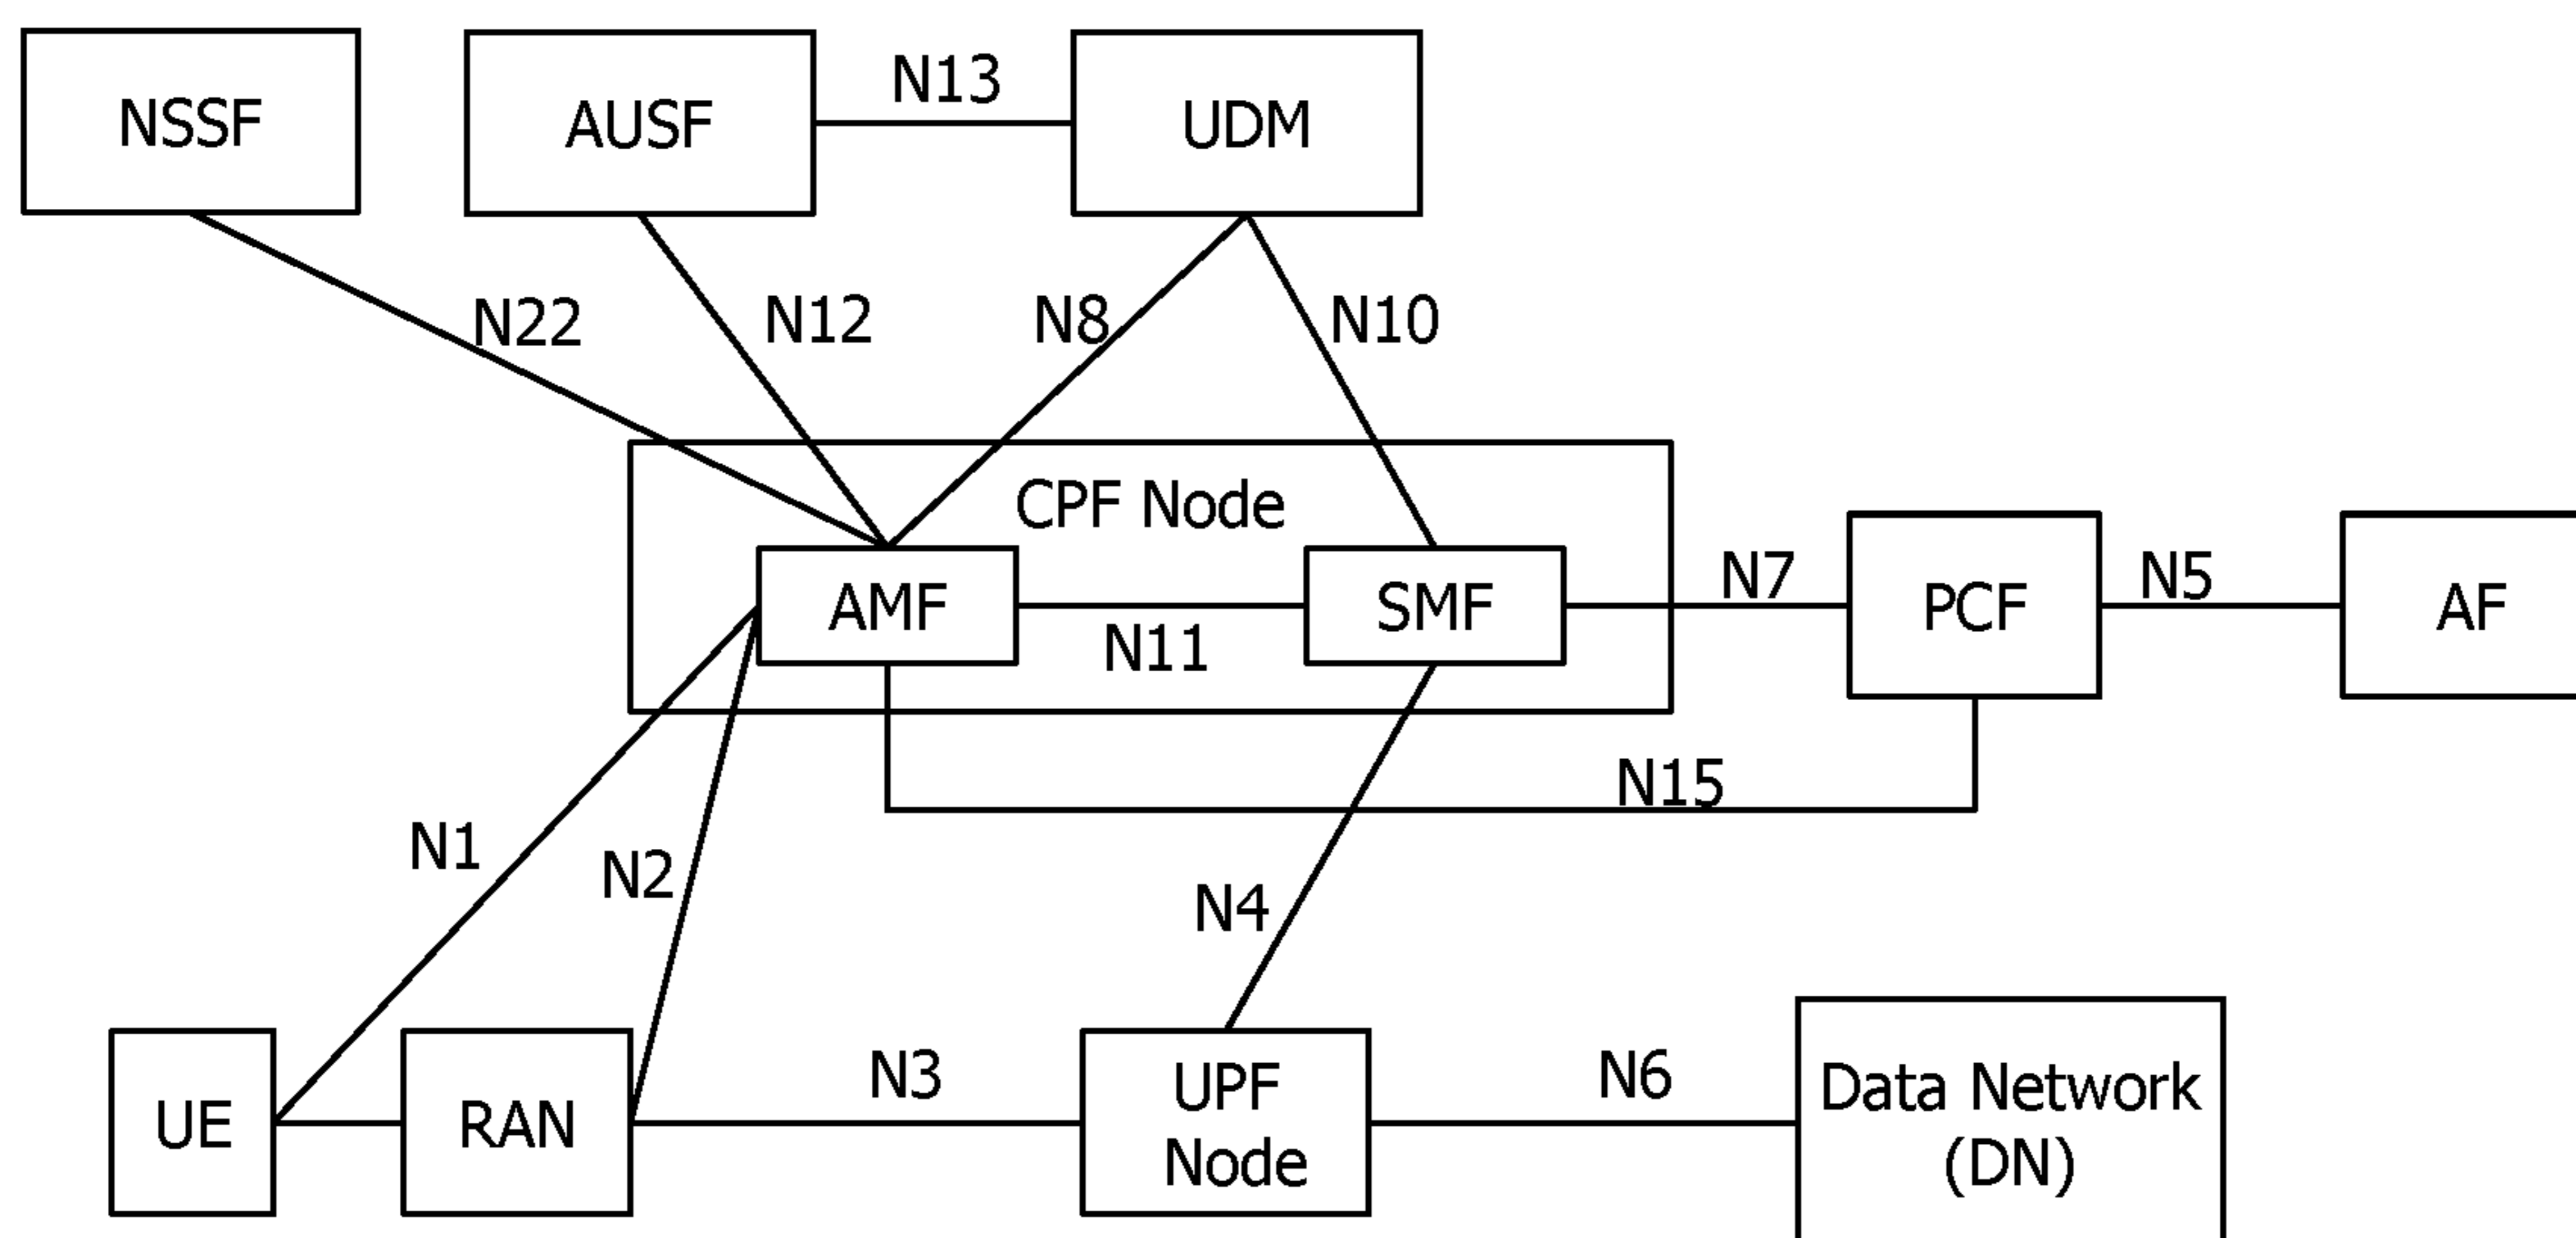 NSSF
AUSF
N13
UDM
N22
N12
N8
N10
CPF Node
AMF
N11
SMF
N7
PCF
N5
AF
N15
N1
N2
N4
UE
RAN
N3
UPF
Node
N6
Data Network
(DN)